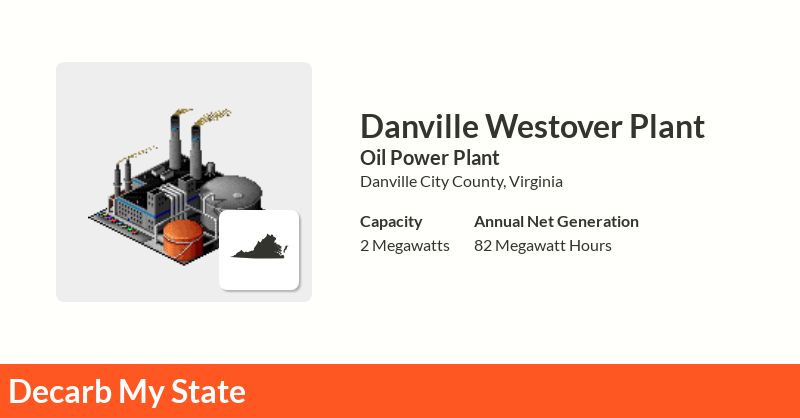 Danville Westover Plant
Oil Power Plant
Danville City County, Virginia
Capacity Annual Net Generation
2 Megawatts 82 Megawatt Hours
Decarb My State